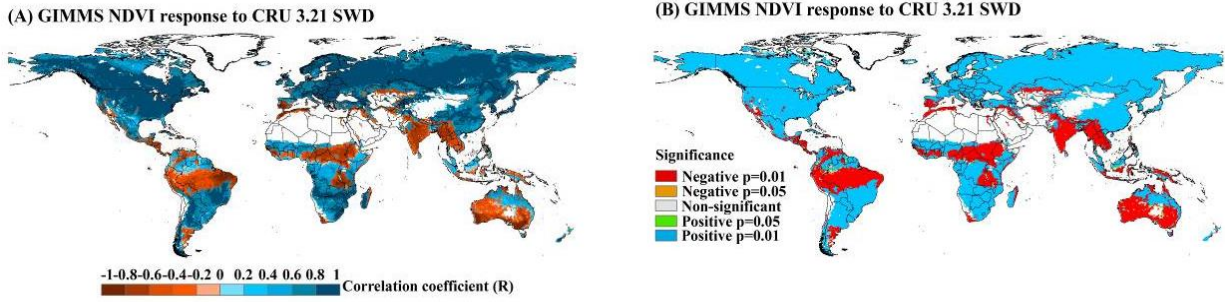 (A) GIMMS NDVI response to CRU 3.21 SWD
-1-0.8-0.6-0.4-0.2 0 0.2 0.4 0.6 0.8 1
Correlation coefficient (R)
(B) GIMMS NDVI response to CRU 3.21 SWD
Significance
Negative p=0.01
Negative p=0.05
Non-significant
Positive p=0.05
Positive p=0.01